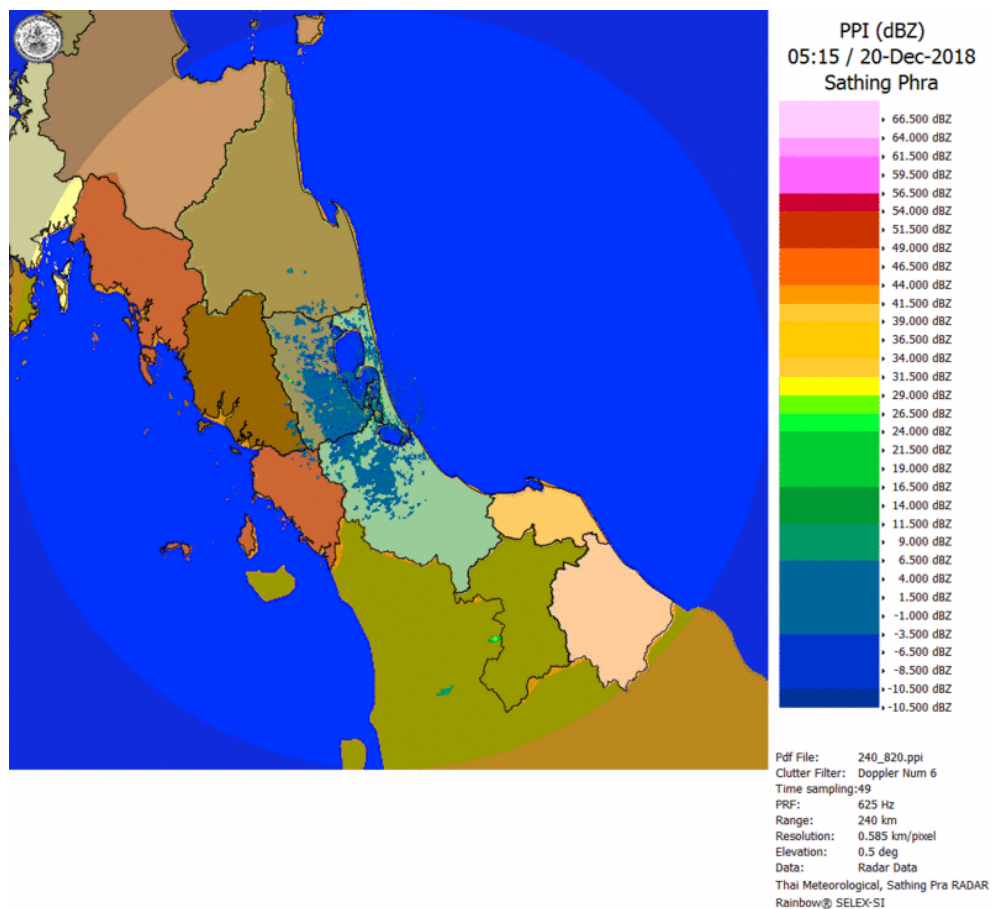 PPI (dBZ)
05:15 / 20-Dec-2018
Sathing Phra
66.500 dBZ
64.000 dBZ
61.500 dBZ
59.500 dBZ
56.500 dBZ
54.000 dBZ
51.500 dBZ
49.000 dBZ
46.500 dBZ
44.000 dBZ
41.500 dBZ
39.000 dBZ
36.500 dBZ
34.000 dBZ
31.500 dBZ
29.000 dBZ
26.500 dBZ
24.000 dBZ
21.500 dBZ
19.000 dBZ
16.500 dBZ
14.000 dBZ
11.500 dBZ
9.000 dBZ
6.500 dBZ
4.000 dBZ
1.500 dBZ
-1.000 dBZ
-3.500 dBZ
-6.500 dBZ
-8.500 dBZ
-10.500 dBZ
-10.500 dBZ
Pdf File: 240_820.ppi
Clutter Filter: Doppler Num 6
Time sampling:49
PRF: 625 Hz
Range: 240 km
Resolution: 0.585 km/pixel
Elevation: 0.5 deg
Data: Radar Data
Thai Meteorological, Sathing Pra RADAR
Rainbow® SELEX-SI